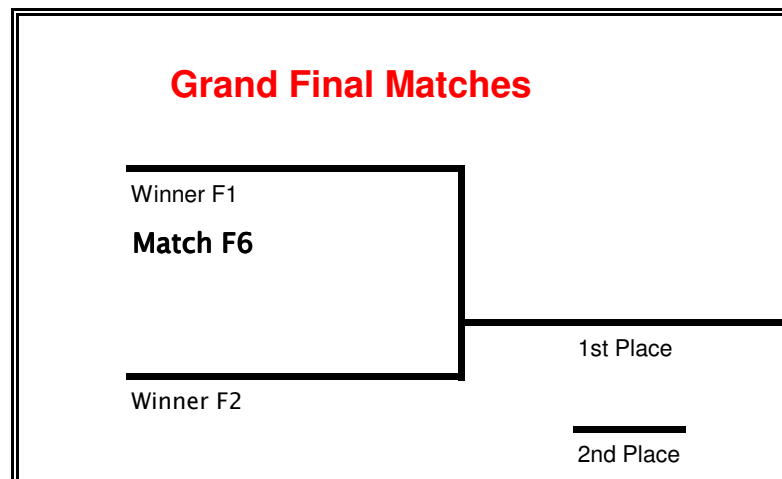 Grand Final Matches
Winner F1
Match F6
1st Place
Winner F2
2nd Place